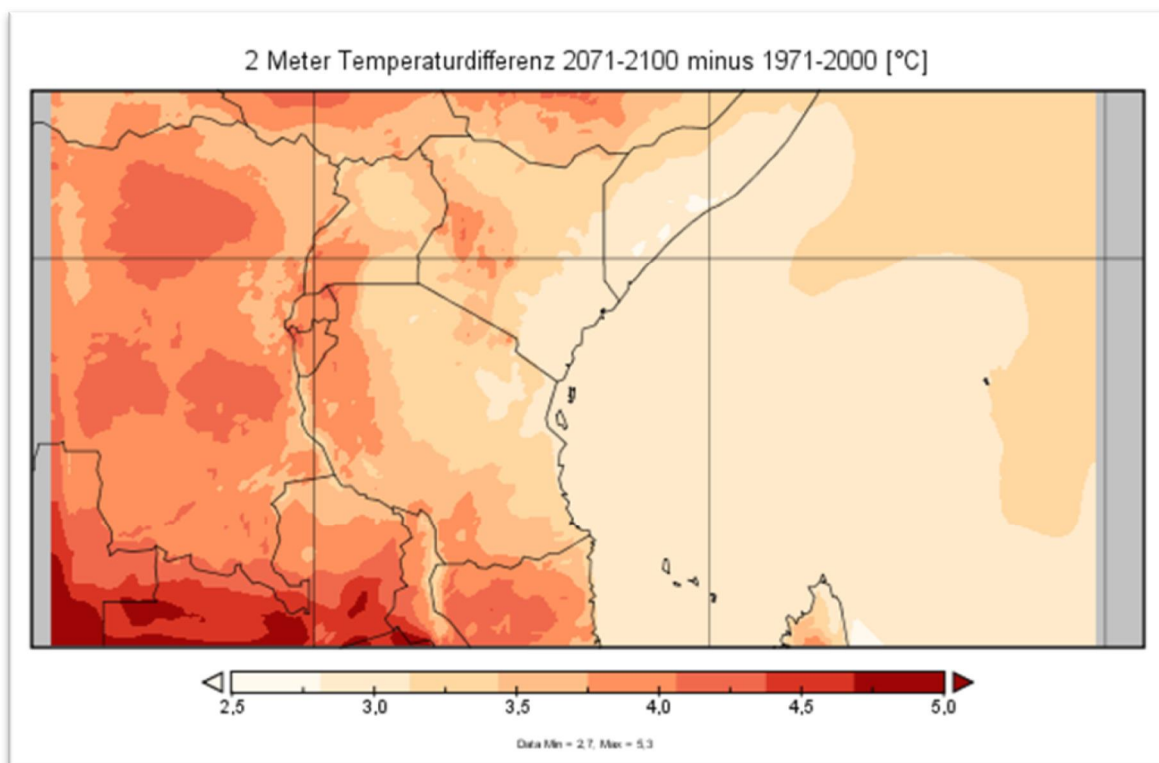 2 Meter Temperaturdifferenz 2071-2100 minus 1971-2000 [°C]
2,5 3,0 3,5 4,0 4,5 5,0
Data Min = 2,7, Max = 5,3